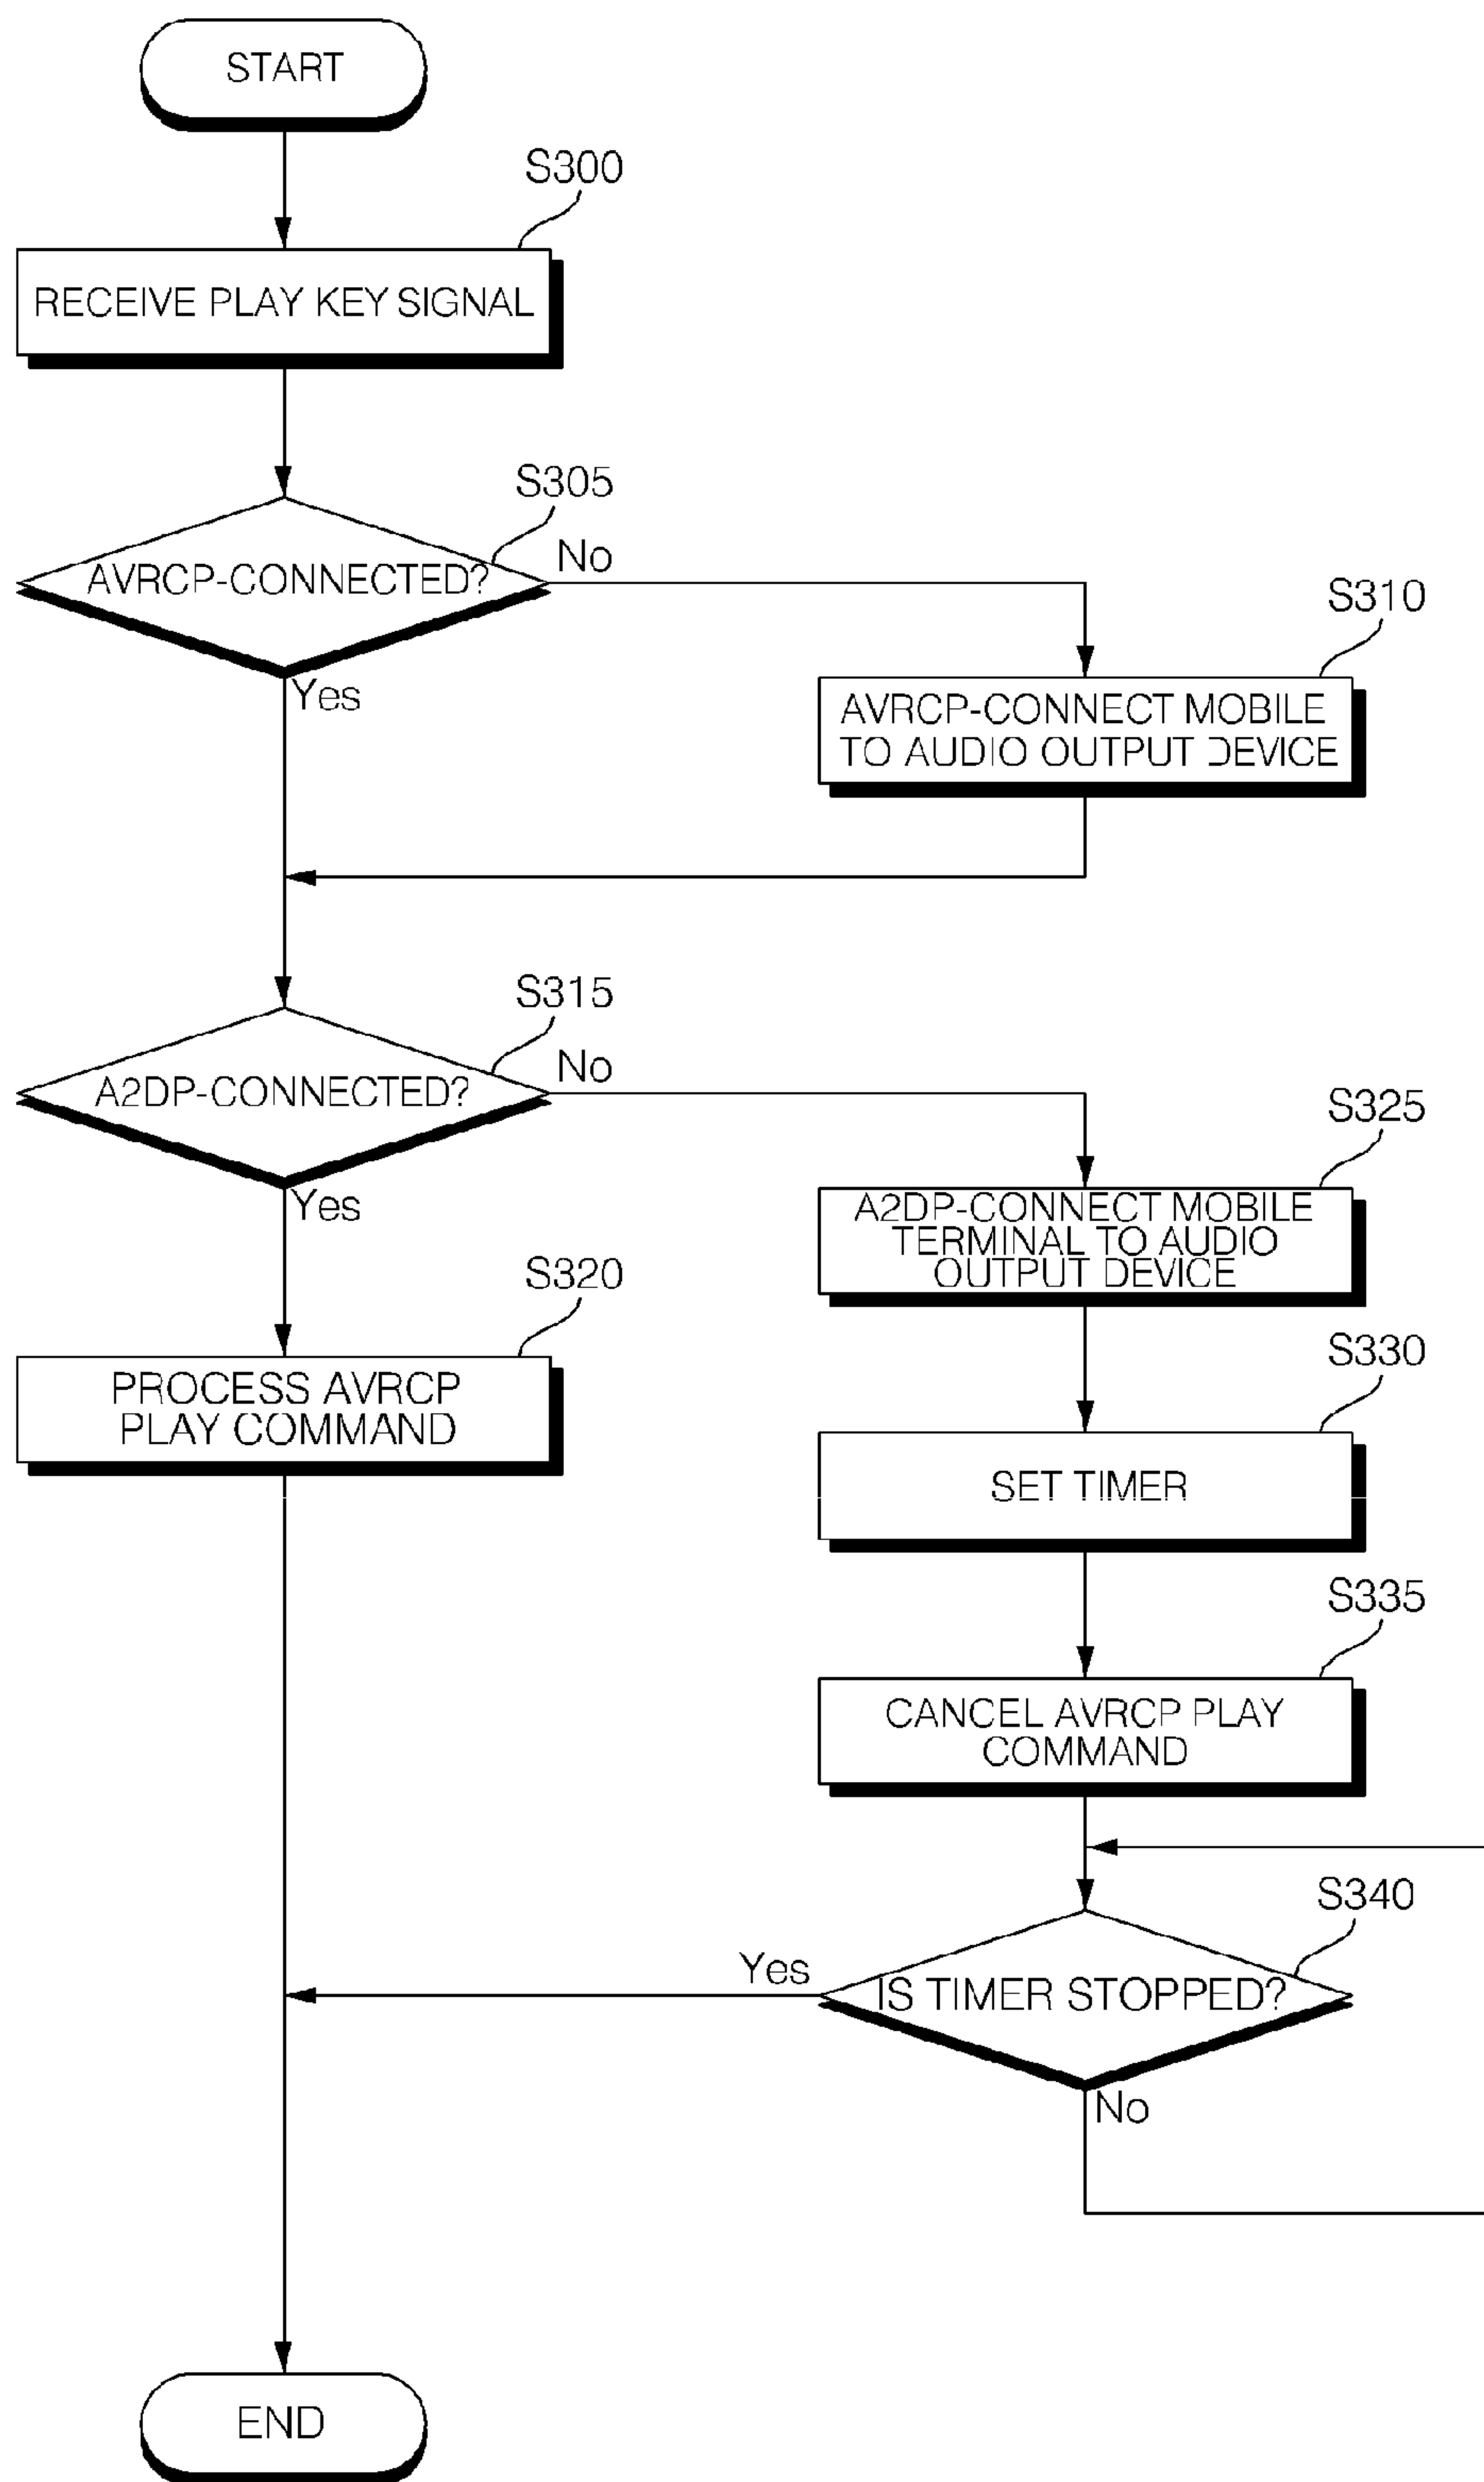 START
S300
RECEIVE PLAY KEY SIGNAL
S305
AVRCP-CONNECTED?
No
Yes
S310
AVRCP-CONNECT MOBILE
TO AUDIO OUTPUT DEVICE
S315
A2DP-CONNECTED?
No
Yes
S325
A2DP-CONNECT MOBILE
TERMINAL TO AUDIO
OUTPUT DEVICE
S320
PROCESS AVRCP
PLAY COMMAND
S330
SET TIMER
S335
CANCEL AVRCP PLAY
COMMAND
S340
IS TIMER STOPPED?
Yes
No
END